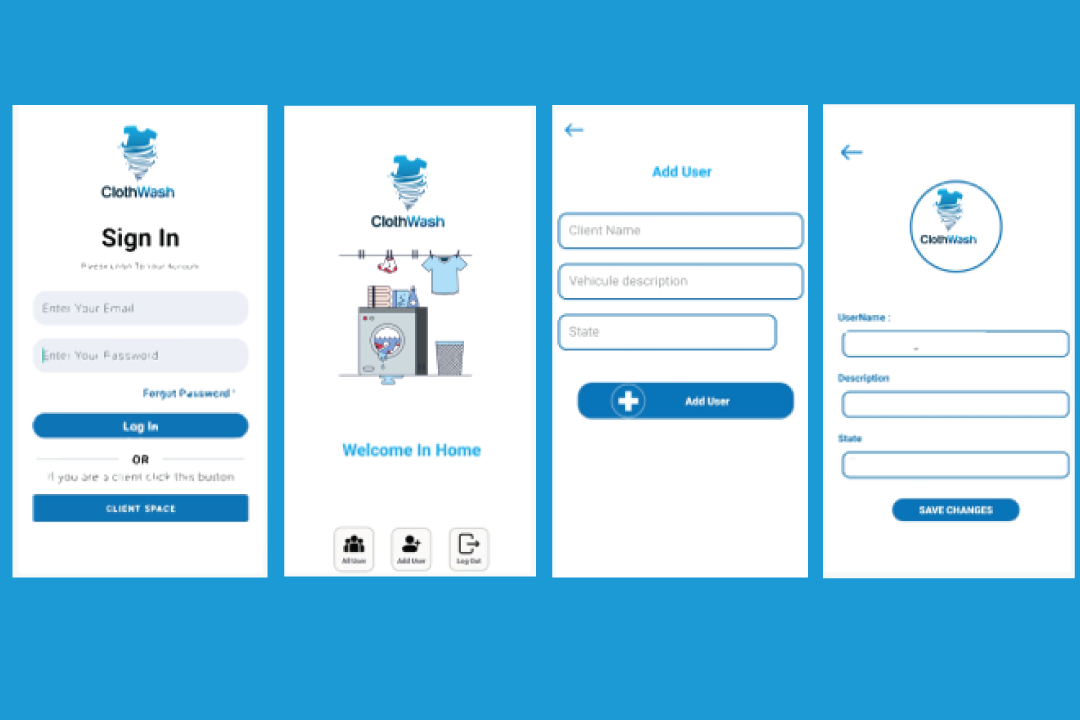 ClothWash
Sign In
Please Login To Your Account
Enter Your Email
Enter Your Password
Forgot Password
Log In
OR
If you are a client click this button
CLIENT SPACE
ClothWash
Welcome In Home
All User
Add User
Log Out
Add User
Client Name
Vehicule description
State
Add User
ClothWash
UserName :
Description
State
SAVE CHANGES